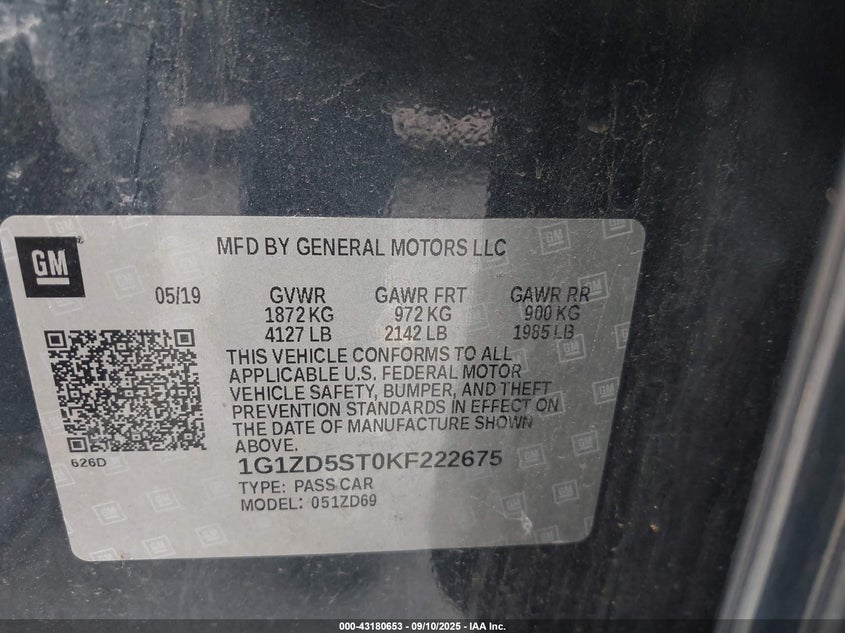 GM
MFD BY GENERAL MOTORS LLC
05/19 GVWR GAWR FRT GAWR RR
1872 KG 972 KG 900 KG
4127 LB 2142 LB 1985 LB
THIS VEHICLE CONFORMS TO ALL
APPLICABLE U.S. FEDERAL MOTOR
VEHICLE SAFETY, BUMPER, AND THEFT
PREVENTION STANDARDS IN EFFECT ON
THE DATE OF MANUFACTURE SHOWN
ABOVE.
626D
1G1ZD5ST0KF222675
TYPE: PASS CAR
MODEL: 051ZD69
000-43180653 - 09/10/2025 - IAA Inc.